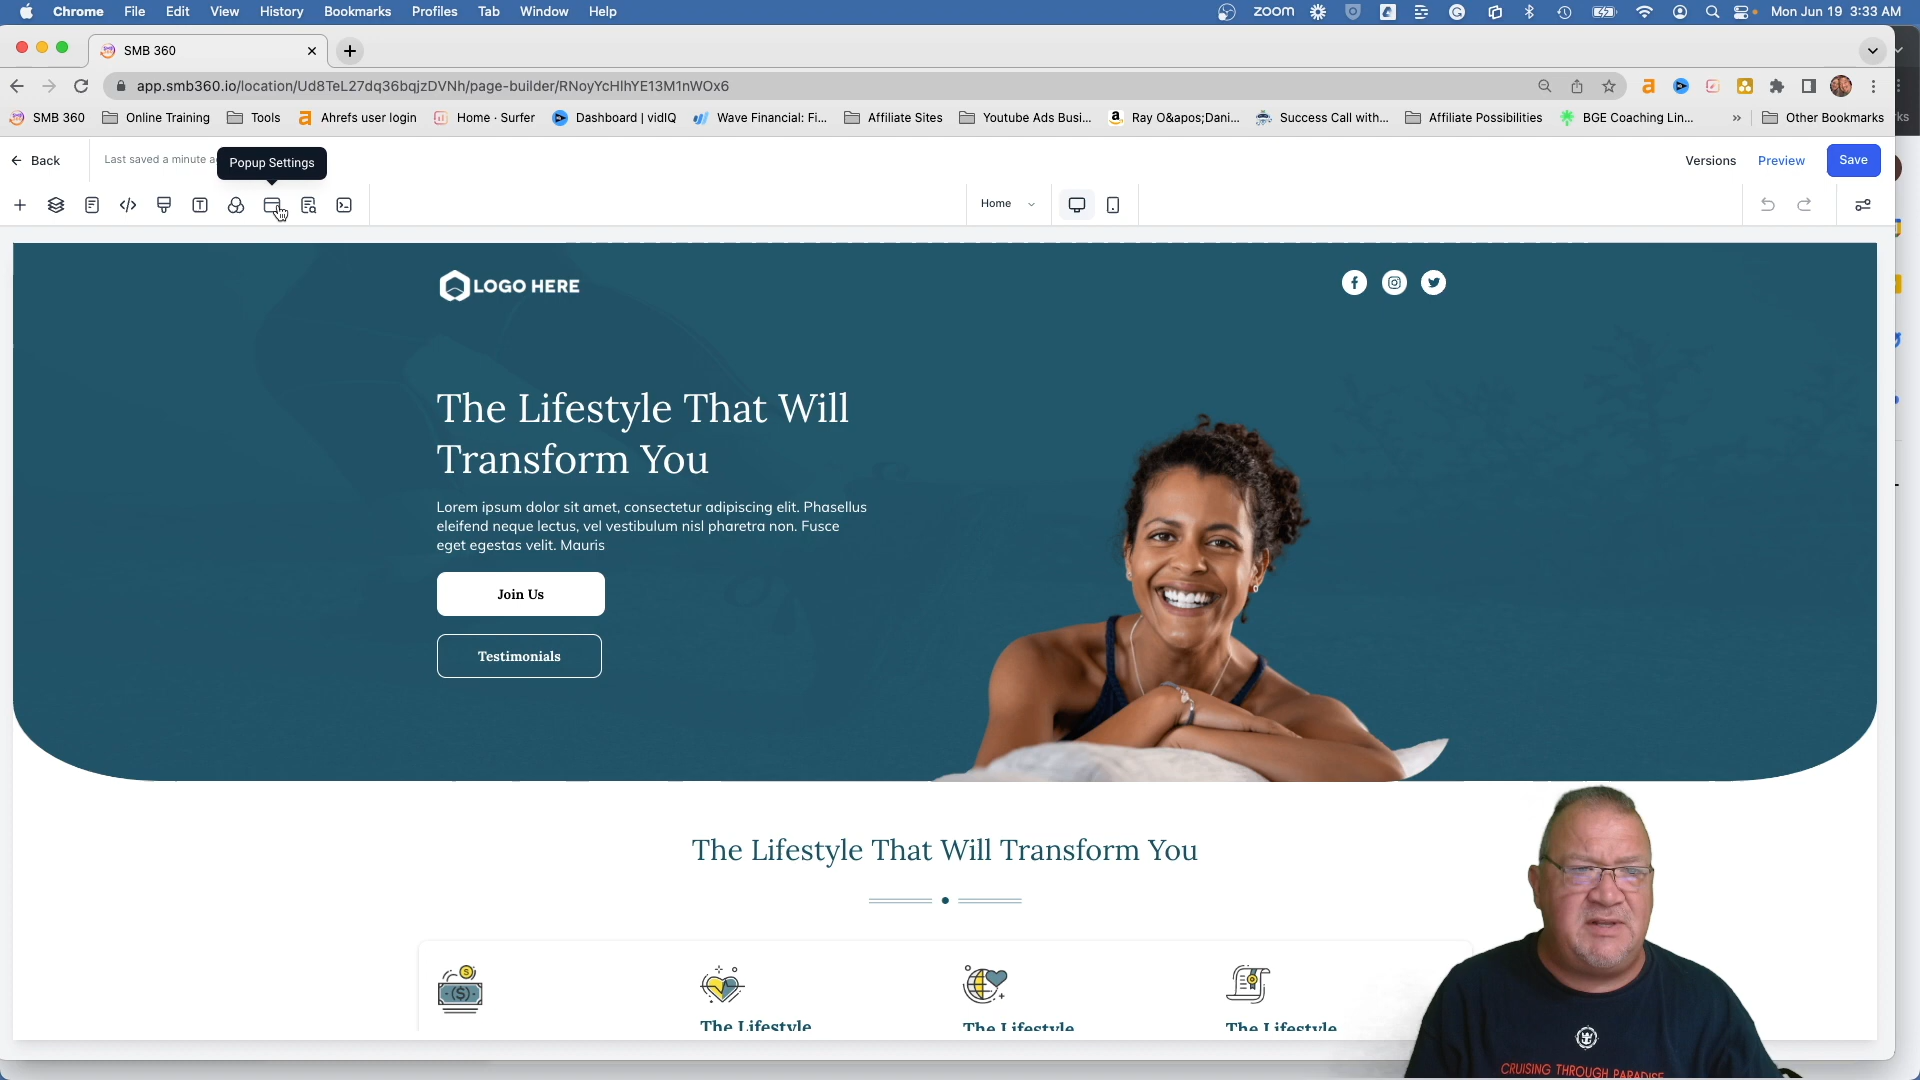 Chrome File Edit View History Bookmarks Profiles Tab Window Help zoom Mon Jun 19 3:33 AM
SMB 360
app.smb360.io/location/Ud8TeL27dq36bqjzDVNh/page-builder/RNoyYcHlhYE13M1nWOx6
SMB 360 Online Training Tools Ahrefs user login Home · Surfer Dashboard | vidIQ Wave Financial: Fi... Affiliate Sites Youtube Ads Busi... Ray O&apos;Dani... Success Call with... Affiliate Possibilities BGE Coaching Lin... » Other Bookmarks
Back Last saved a minute Popup Settings Versions Preview Save
Home
LOGO HERE
The Lifestyle That Will
Transform You
Lorem ipsum dolor sit amet, consectetur adipiscing elit. Phasellus
eleifend neque lectus, vel vestibulum nisl pharetra non. Fusce
eget egestas velit. Mauris
Join Us
Testimonials
The Lifestyle That Will Transform You
The Lifestyle The Lifestyle The Lifestyle
CRUISING THROUGH PARADISE